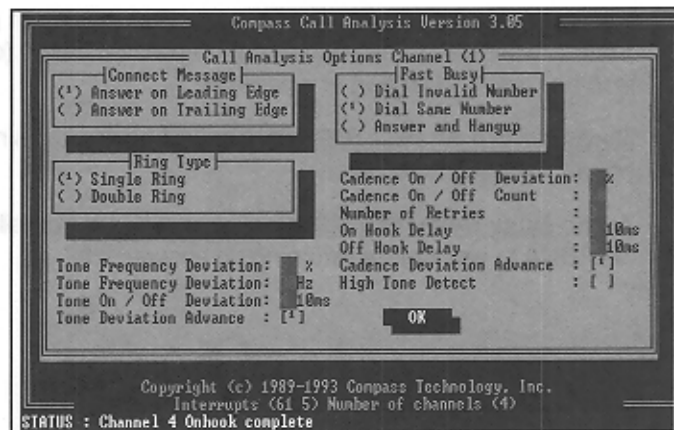 Compass Call Analysis Version 3.05
Call Analysis Options Channel (1)
Connect Message
(¹) Answer on Leading Edge
( ) Answer on Trailing Edge
Fast Busy
( ) Dial Invalid Number
(¹) Dial Same Number
( ) Answer and Hangup
Ring Type
(¹) Single Ring
( ) Double Ring
Cadence On / Off Deviation: %
Cadence On / Off Count :
Number of Retries :
On Hook Delay : 10ms
Off Hook Delay : 10ms
Cadence Deviation Advance : [¹]
High Tone Detect : [ ]
Tone Frequency Deviation: %
Tone Frequency Deviation: Hz
Tone On / Off Deviation: 10ms
Tone Deviation Advance : [¹]
OK
Copyright (c) 1989-1993 Compass Technology, Inc.
Interrupts (61 5) Number of channels (4)
STATUS : Channel 4 Onhook complete